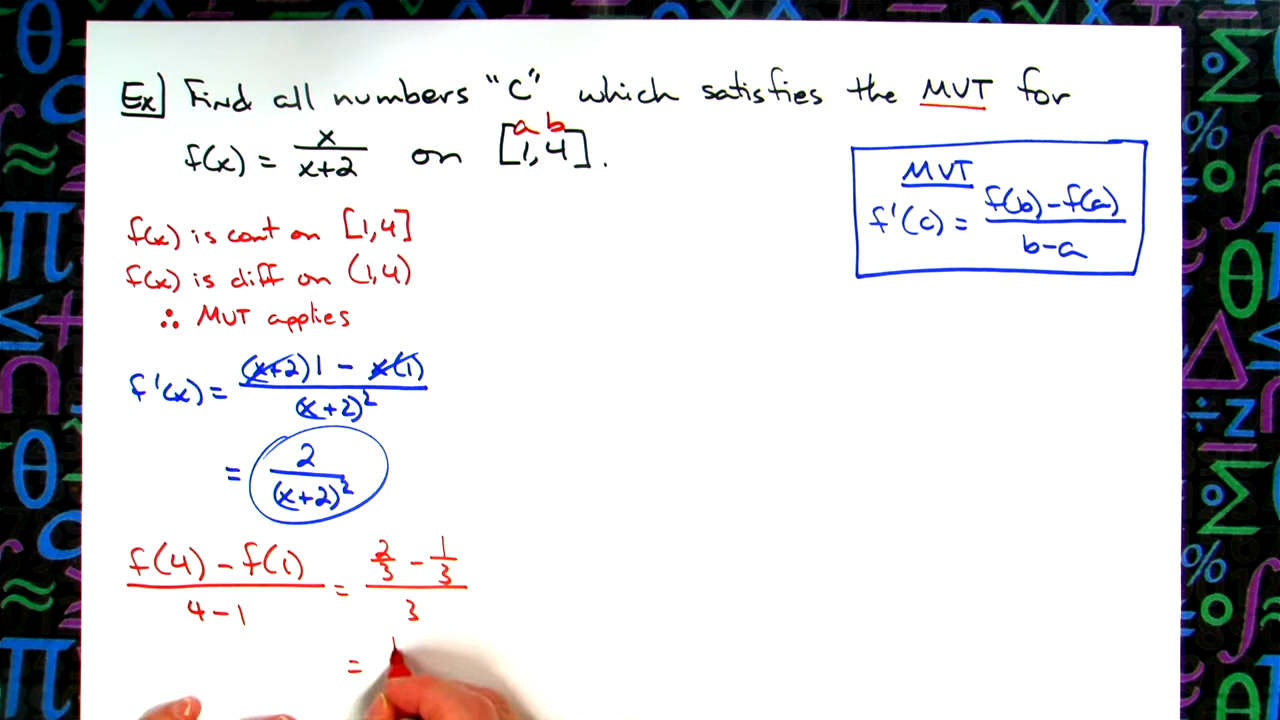 Ex] Find all numbers "c" which satisfies the MVT for
f(x) = x/(x+2) on [1,4].
a b
MVT
f'(c) = (f(b)-f(a))/(b-a)
f(x) is cont on [1,4]
f(x) is diff on (1,4)
∴ MVT applies
f'(x) = ((x+2)1 - x(1))/(x+2)²
= 2/(x+2)²
(f(4)-f(1))/(4-1) = (2/3 - 1/3)/3
=